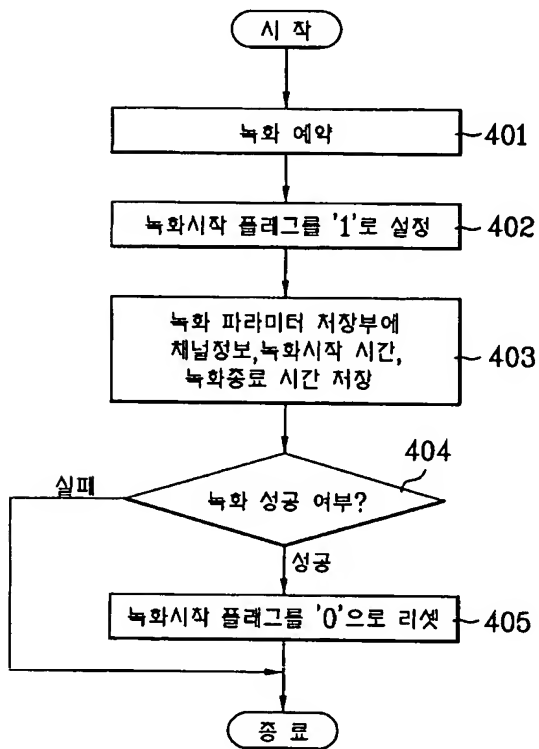 시 작
녹화 예약
401
녹화시작 플래그를 '1'로 설정
402
녹화 파라미터 저장부에
채널정보,녹화시작 시간,
녹화종료 시간 저장
403
404
실패
녹화 성공 여부?
성공
녹화시작 플래그를 '0'으로 리셋
405
종 료